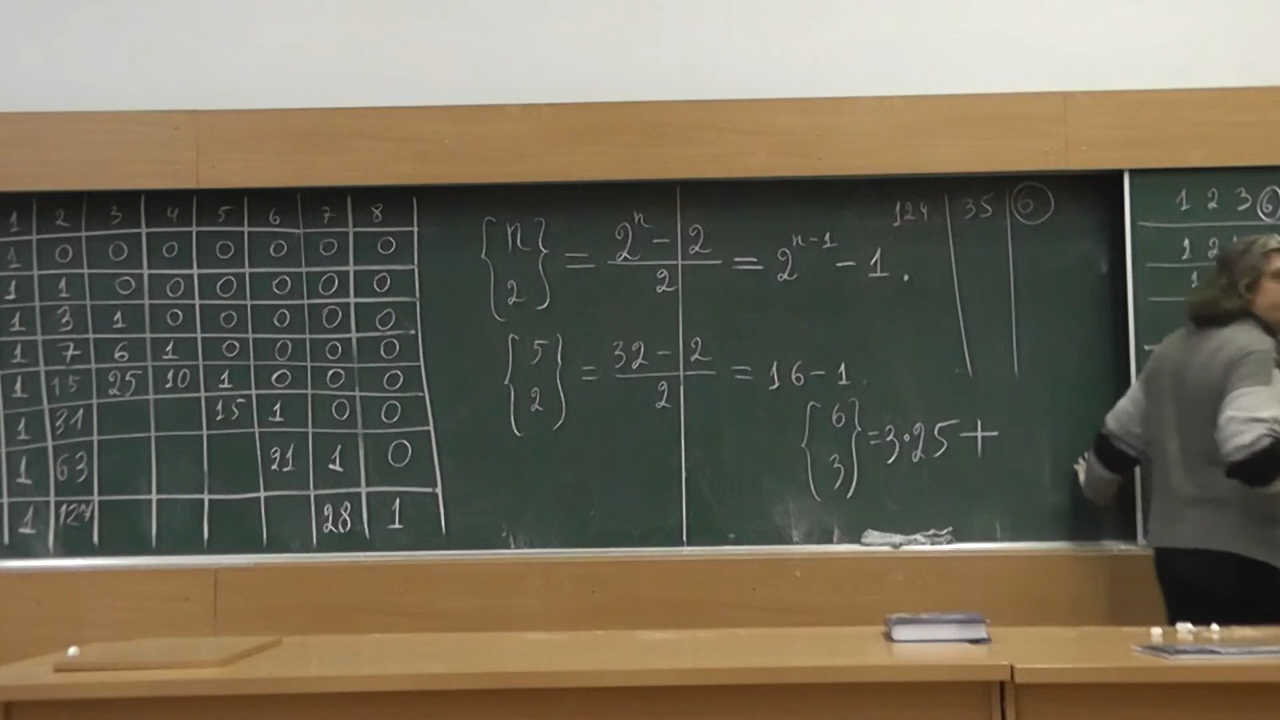 1 2 3 4 5 6 7 8
1 0 0 0 0 0 0 0
1 1 0 0 0 0 0 0
1 3 1 0 0 0 0 0
1 7 6 1 0 0 0 0
1 15 25 10 1 0 0 0
1 31 15 1 0 0
1 63 21 1 0
1 127 28 1
{n 2} = (2^n - 2)/2 = 2^(n-1) - 1.
{5 2} = (32 - 2)/2 = 16 - 1.
{6 3} = 3·25 +
124 | 35 | 6
1 2 3 6
1 2
1